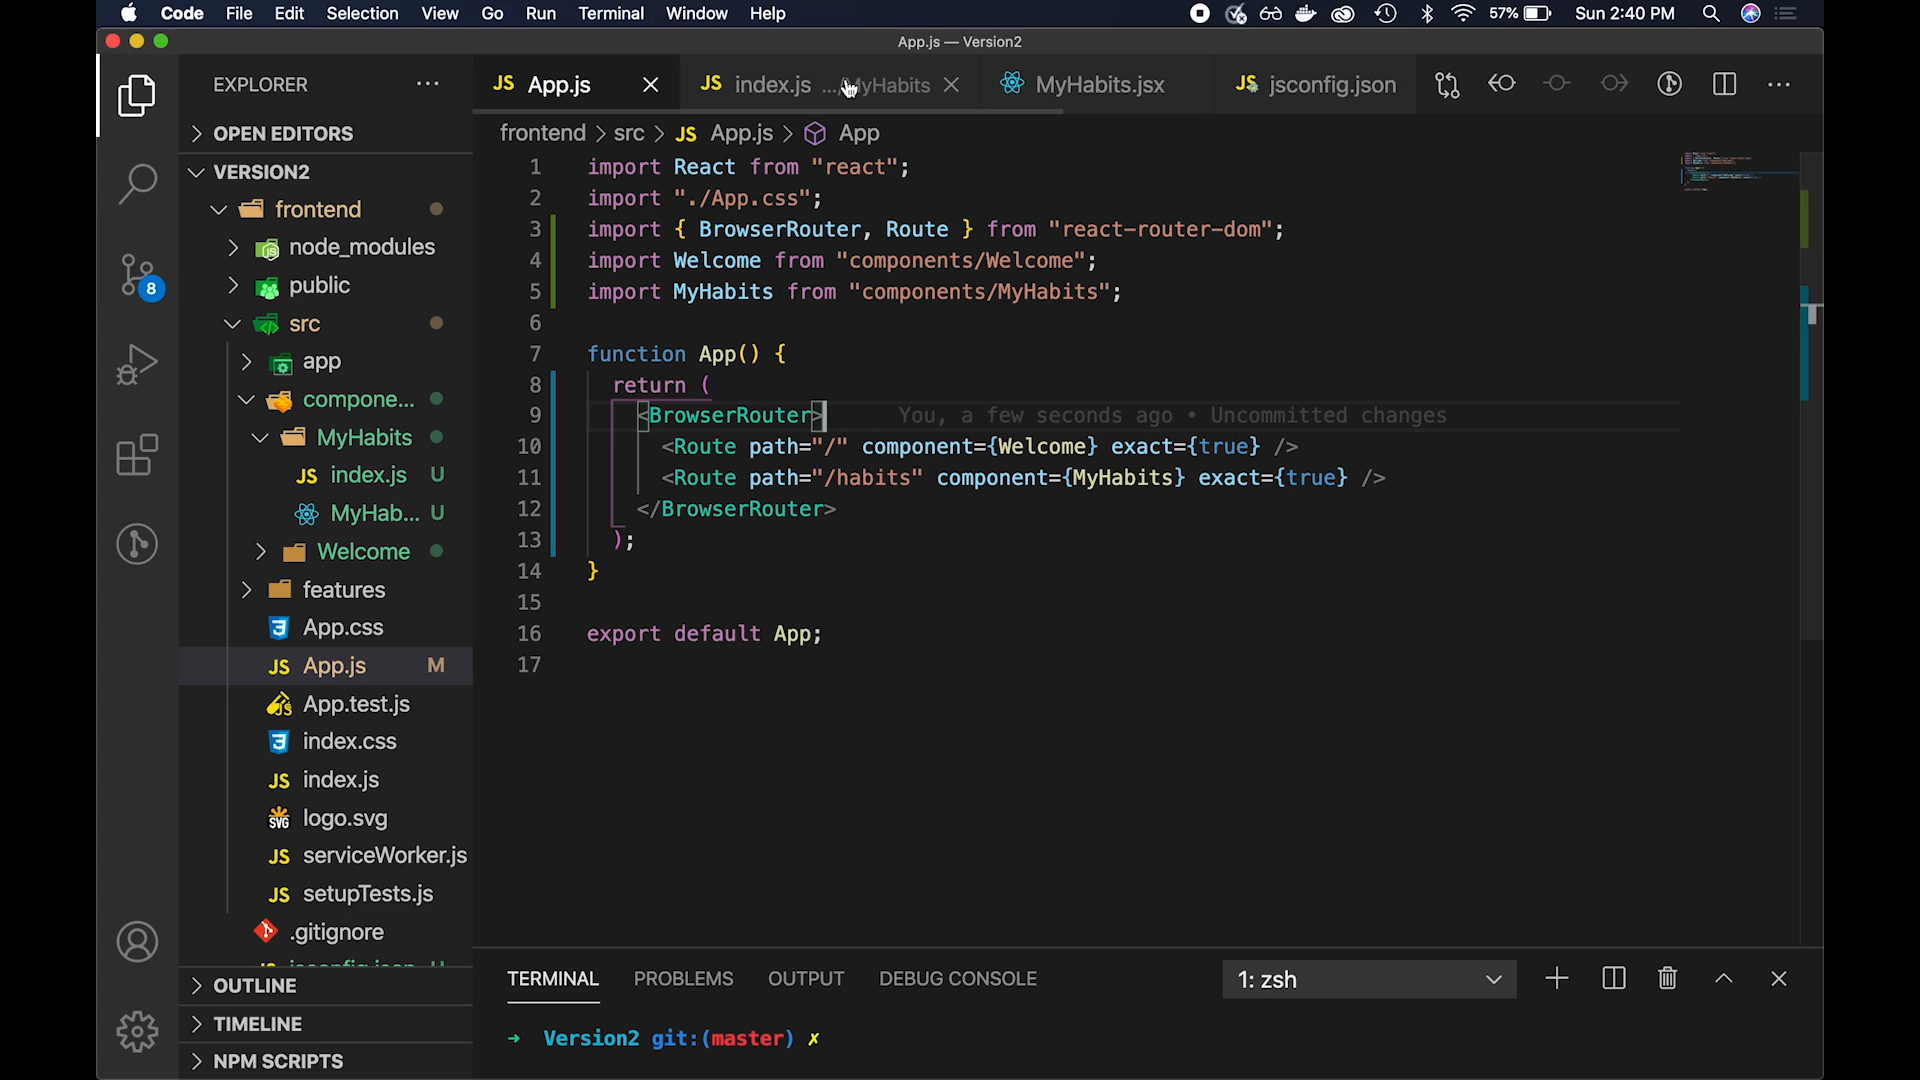 Code File Edit Selection View Go Run Terminal Window Help 57% Sun 2:40 PM
App.js — Version2
EXPLORER
JS App.js JS index.js ...MyHabits MyHabits.jsx JS jsconfig.json
OPEN EDITORS
frontend > src > JS App.js > App
VERSION2
frontend
node_modules
public
src
app
compone...
MyHabits
JS index.js U
MyHab... U
Welcome
features
App.css
JS App.js M
App.test.js
index.css
JS index.js
logo.svg
JS serviceWorker.js
JS setupTests.js
.gitignore
OUTLINE
TIMELINE
NPM SCRIPTS
8
1 import React from "react";
2 import "./App.css";
3 import { BrowserRouter, Route } from "react-router-dom";
4 import Welcome from "components/Welcome";
5 import MyHabits from "components/MyHabits";
6
7 function App() {
8 return (
9 <BrowserRouter> You, a few seconds ago • Uncommitted changes
10 <Route path="/" component={Welcome} exact={true} />
11 <Route path="/habits" component={MyHabits} exact={true} />
12 </BrowserRouter>
13 );
14 }
15
16 export default App;
17
TERMINAL PROBLEMS OUTPUT DEBUG CONSOLE 1: zsh
→ Version2 git:(master) ✗